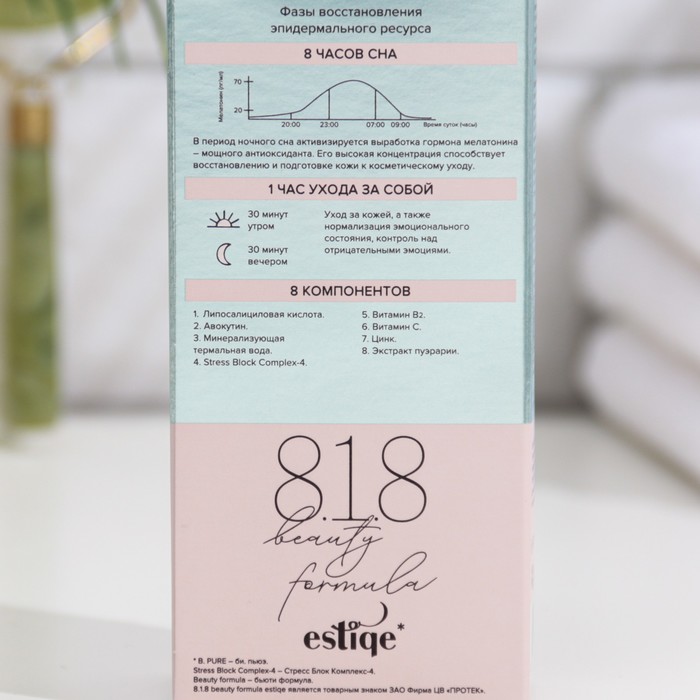 Фазы восстановления
эпидермального ресурса
8 ЧАСОВ СНА
Мелатонин (пг/мл)
70
20
20:00 23:00 07:00 09:00 Время суток (часы)
В период ночного сна активизируется выработка гормона мелатонина
– мощного антиоксиданта. Его высокая концентрация способствует
восстановлению и подготовке кожи к косметическому уходу.
1 ЧАС УХОДА ЗА СОБОЙ
30 минут
утром
30 минут
вечером
Уход за кожей, а также
нормализация эмоционального
состояния, контроль над
отрицательными эмоциями.
8 КОМПОНЕНТОВ
1. Липосалициловая кислота.
2. Авокутин.
3. Минерализующая
термальная вода.
4. Stress Block Complex-4.
5. Витамин B2.
6. Витамин С.
7. Цинк.
8. Экстракт пуэрарии.
8.1.8
beauty
formula
estiqe*
* B. PURE – би. пьюэ.
Stress Block Complex-4 – Стресс Блок Комплекс-4.
Beauty formula – бьюти формула.
8.1.8 beauty formula estiqe является товарным знаком ЗАО Фирма ЦВ «ПРОТЕК».